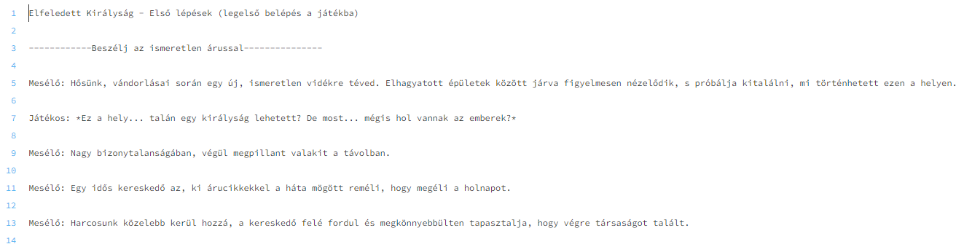 1 Elfeledett Királyság - Első lépések (legelső belépés a játékba)
2
3 ------------Beszélj az ismeretlen árussal---------------
4
5 Mesélő: Hősünk, vándorlásai során egy új, ismeretlen vidékre téved. Elhagyatott épületek között járva figyelmesen nézelődik, s próbálja kitalálni, mi történhetett ezen a helyen.
6
7 Játékos: *Ez a hely... talán egy királyság lehetett? De most... mégis hol vannak az emberek?*
8
9 Mesélő: Nagy bizonytalanságában, végül megpillant valakit a távolban.
10
11 Mesélő: Egy idős kereskedő az, ki árucikkekkel a háta mögött reméli, hogy megéli a holnapot.
12
13 Mesélő: Harcosunk közelebb kerül hozzá, a kereskedő felé fordul és megkönnyebbülten tapasztalja, hogy végre társaságot talált.
14